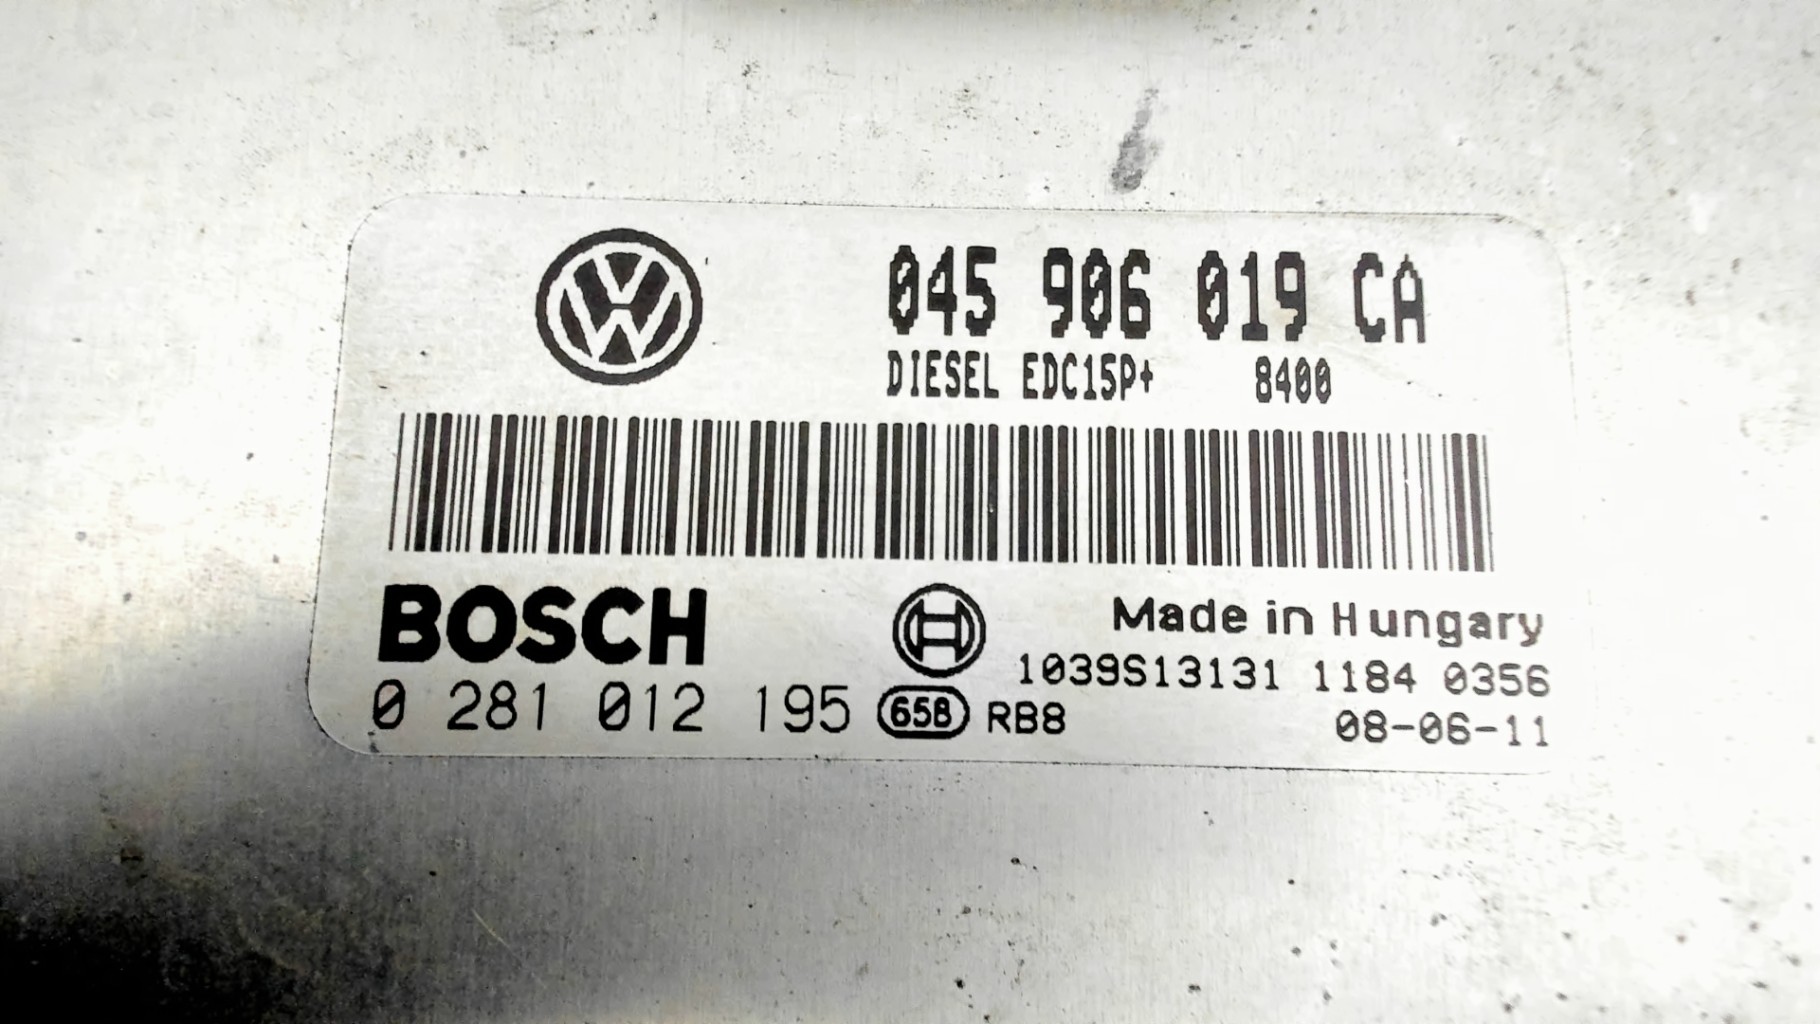 045 906 019 CA
DIESEL EDC15P+ 8400
BOSCH
Made in Hungary
1039S13131 1184 0356
0 281 012 195 658 RB8
08-06-11